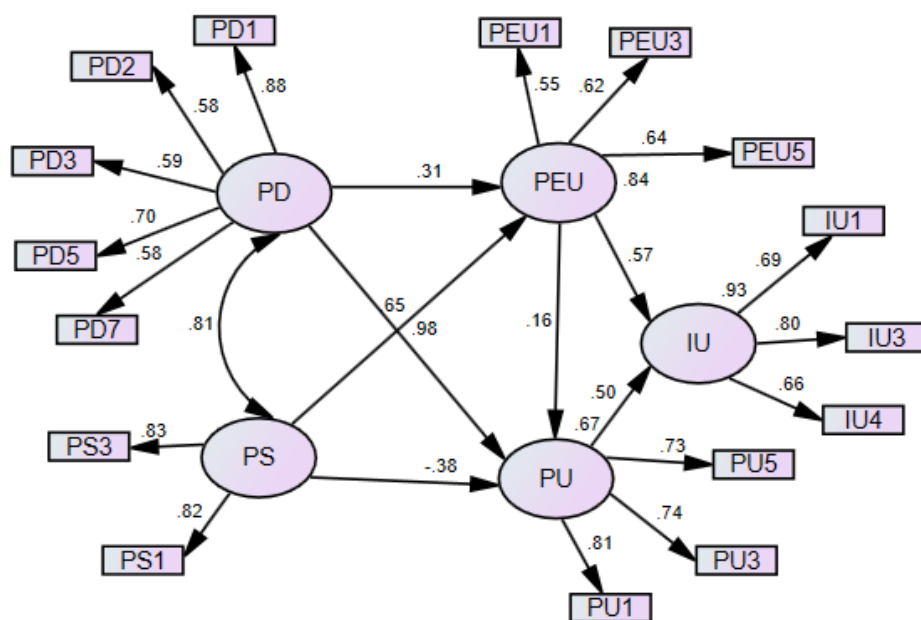 PD1
PEU1
PEU3
PD2
.88
.55
.62
.58
.64
PEU5
PD3
.59
PD
.31
PEU
.84
.70
IU1
PD5
.58
.57
.69
.93
.81
65
.98
.16
.80
IU3
PD7
IU
.66
.50
IU4
.83
.67
PS3
PS
.73
PU5
-.38
PU
.82
.74
PS1
.81
PU3
PU1